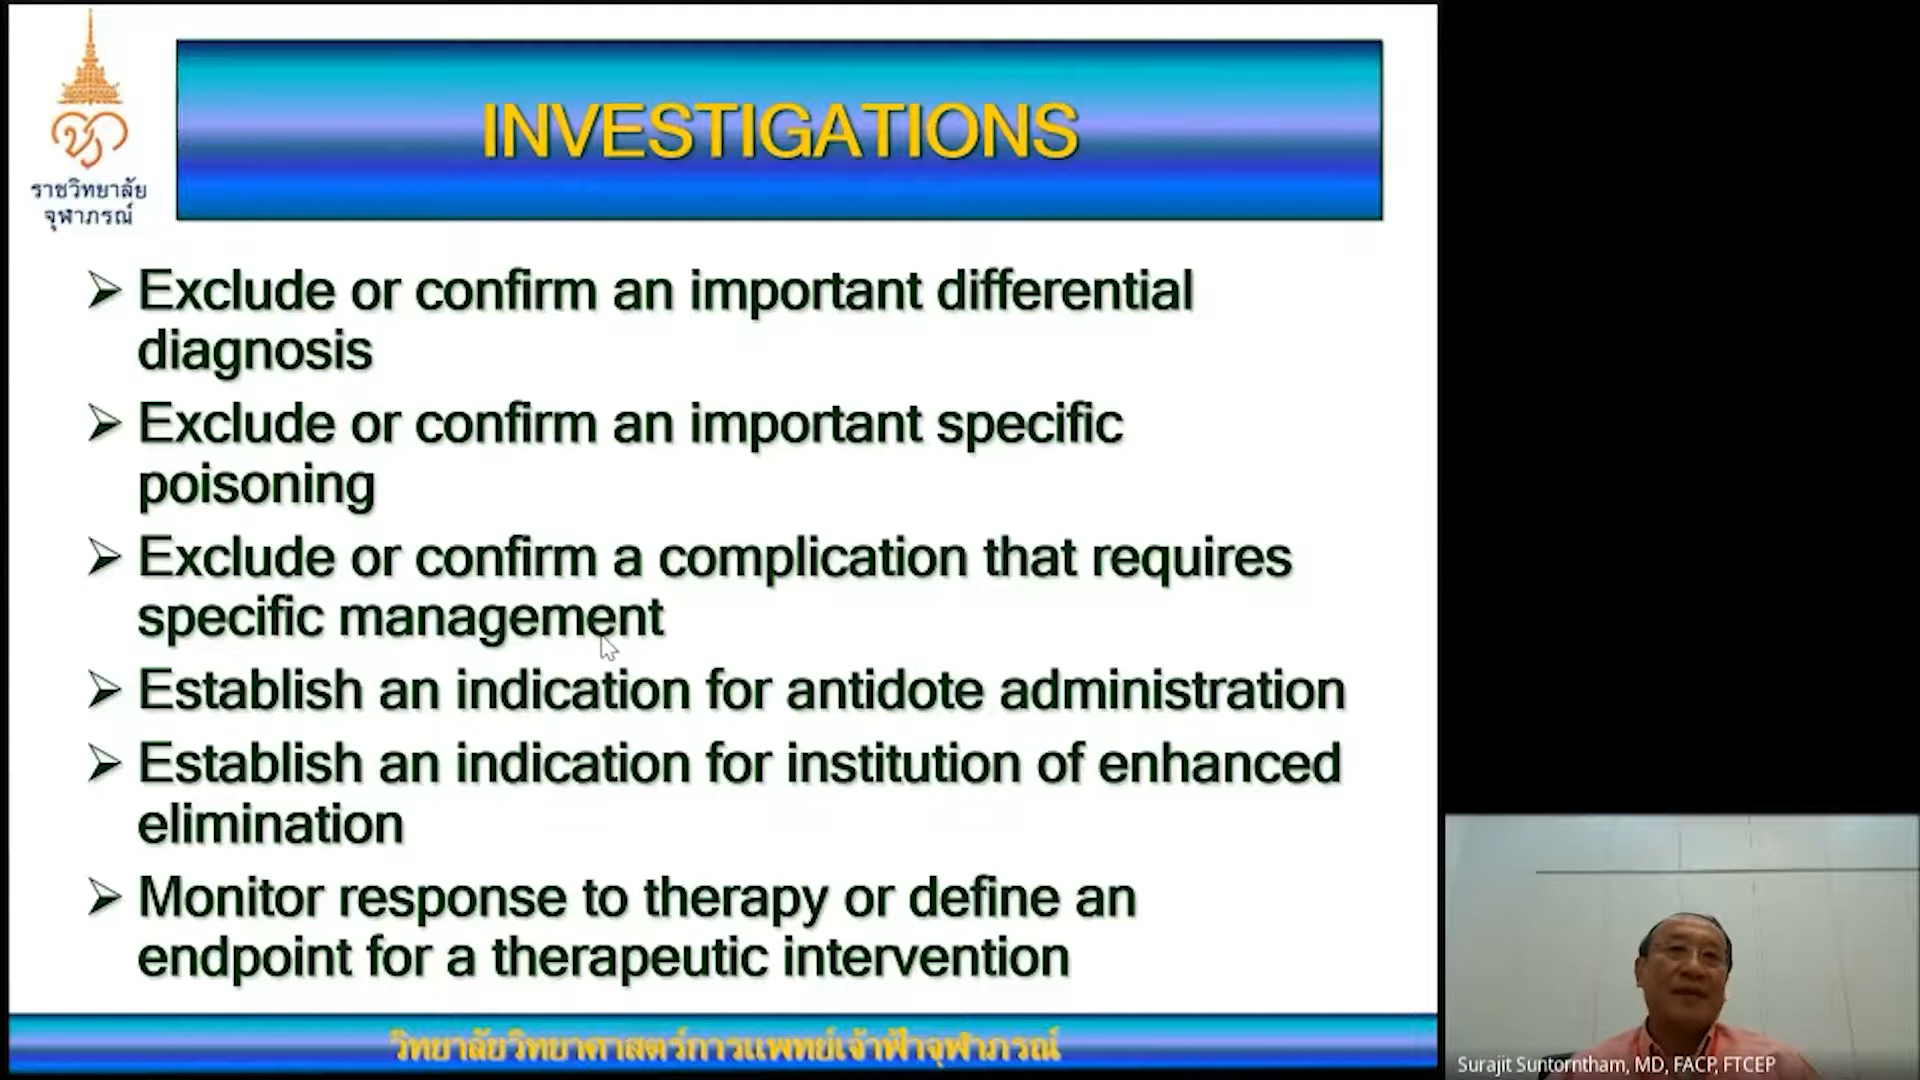 ราชวิทยาลัย
จุฬาภรณ์
INVESTIGATIONS
Exclude or confirm an important differential
diagnosis
Exclude or confirm an important specific
poisoning
Exclude or confirm a complication that requires
specific management
Establish an indication for antidote administration
Establish an indication for institution of enhanced
elimination
Monitor response to therapy or define an
endpoint for a therapeutic intervention
วิทยาลัยวิทยาศาสตร์การแพทย์เจ้าฟ้าจุฬาภรณ์
Surajit Suntorntham, MD, FACP, FTCEP